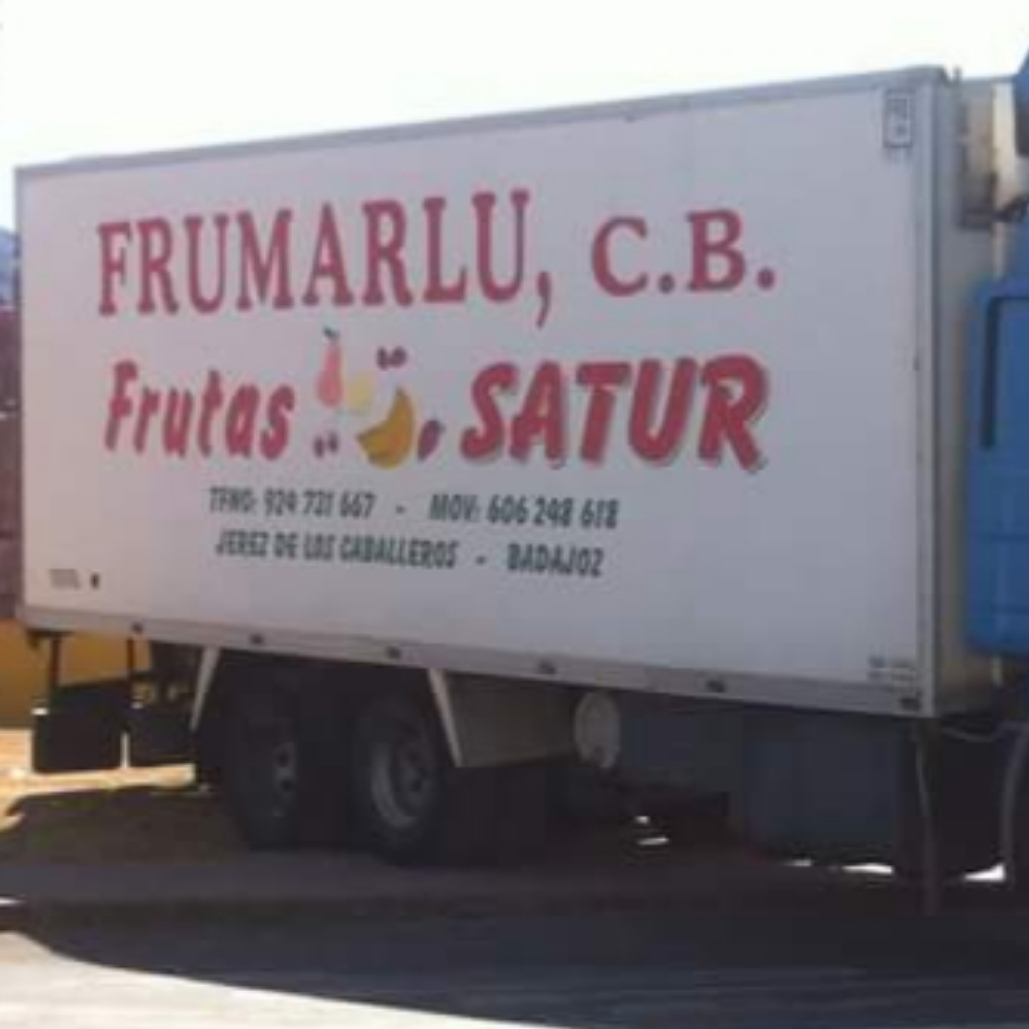 FRUMARLU, C.B.
Frutas SATUR
TFNO: 924 731 667 - MOV: 606 248 618
JEREZ DE LOS CABALLEROS - BADAJOZ